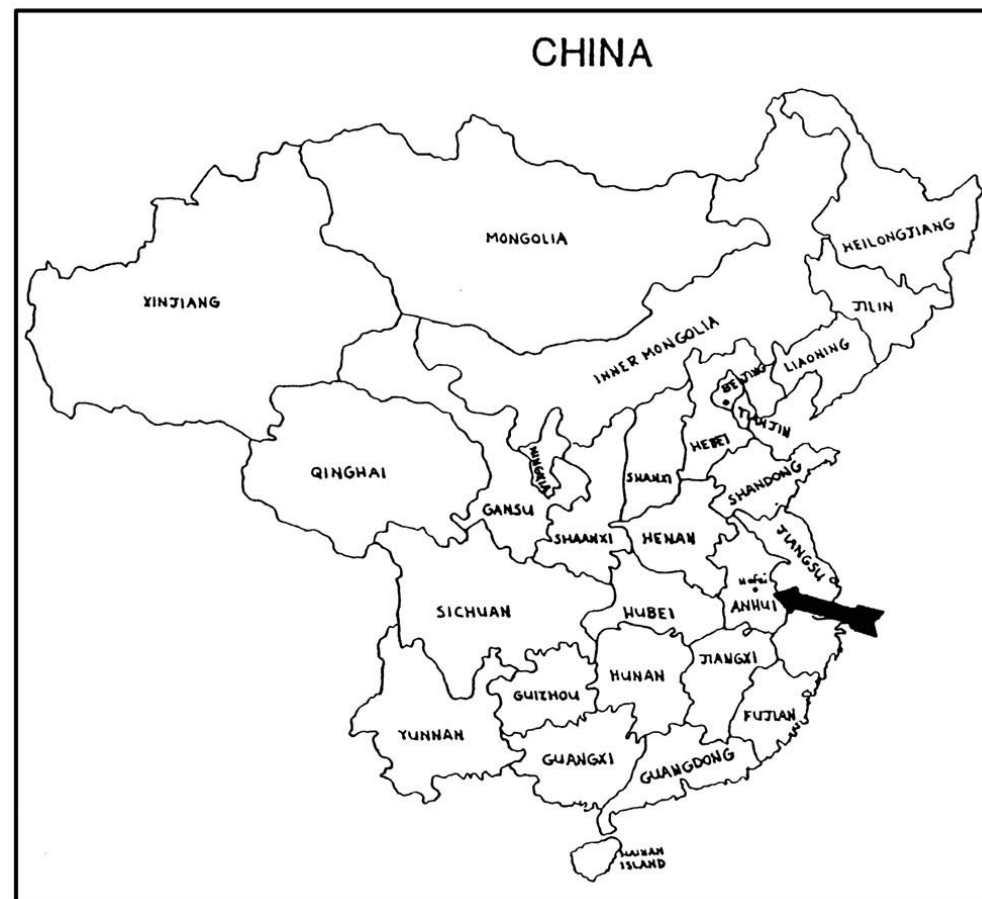 CHINA
HEILONGJIANG
MONGOLIA
XINJIANG
JILIN
INNER MONGOLIA
LIAONING
BEIJING
TIANJIN
HEBEI
QINGHAI
NINGXIA
SHANXI
SHANDONG
GANSU
SHAANXI
HENAN
JIANGSU
Hefei
ANHUI
SICHUAN
HUBEI
JIANGXI
HUNAN
GUIZHOU
FUJIAN
YUNNAN
GUANGXI
GUANGDONG
HAINAN
ISLAND